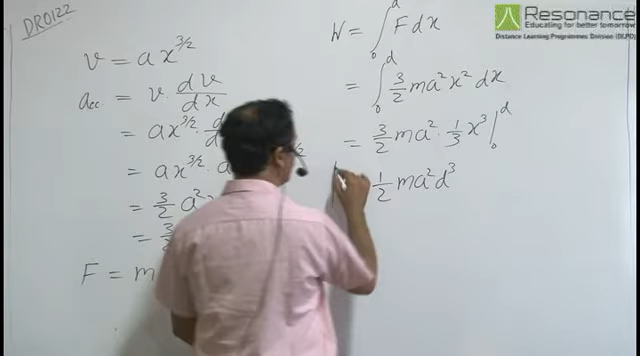 DR0122
Resonance
Educating for better tomorrow
Distance Learning Programmes Division (DLPD)
v = ax^{3/2}
acc = v · dv/dx
= ax^{3/2} ·
= ax^{3/2} · a
= 3/2 a²
=
F = m
W = ∫₀^d F dx
= ∫₀^d 3/2 ma²x² dx
= 3/2 ma² · 1/3 x³ |₀^d
1/2 ma²d³